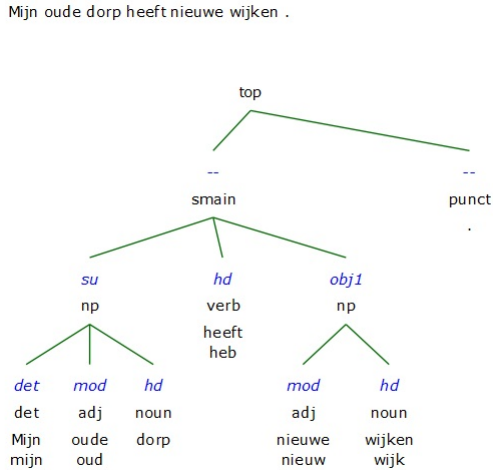 Mijn oude dorp heeft nieuwe wijken .
top
-- --
smain punct
.
su hd obj1
np verb np
heeft
heb
det mod hd mod hd
det adj noun adj noun
Mijn oude dorp nieuwe wijken
mijn oud nieuw wijk